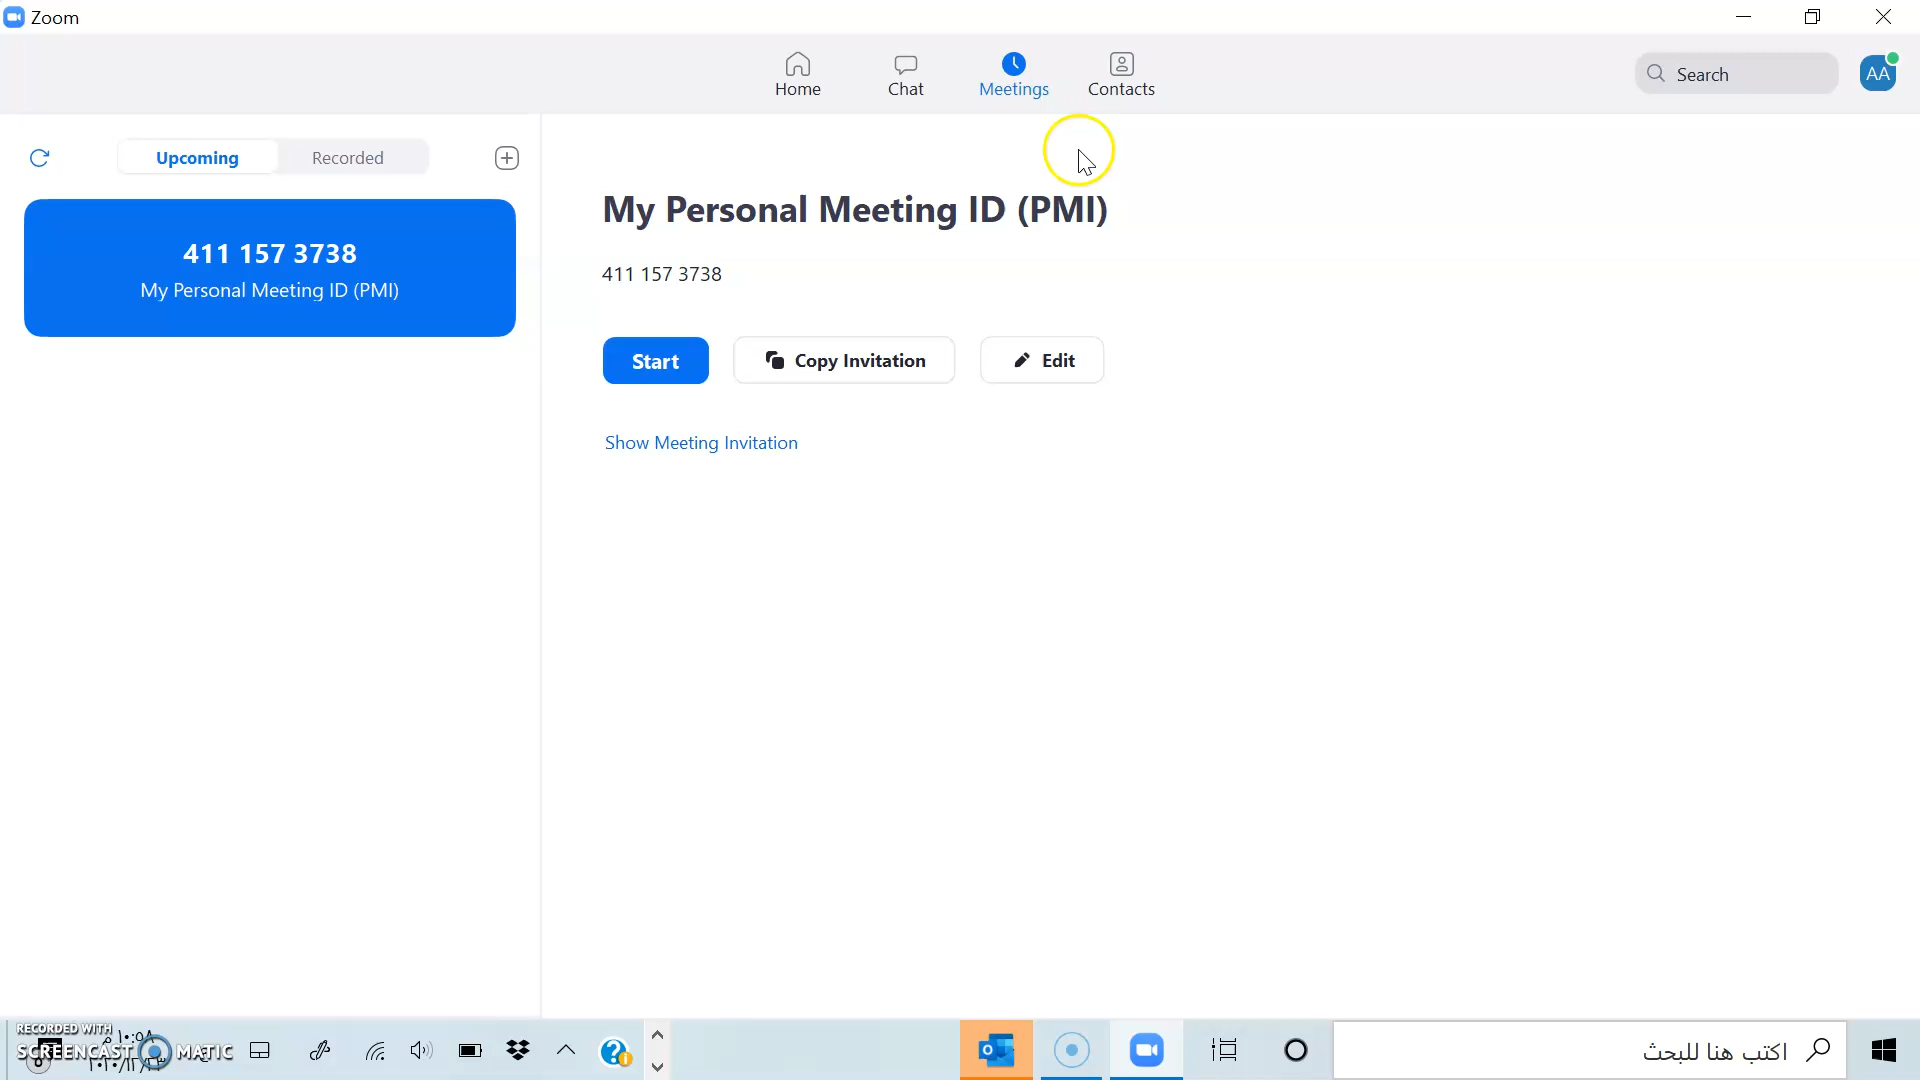 Zoom
Home
Chat
Meetings
Contacts
Search
AA
Upcoming
Recorded
411 157 3738
My Personal Meeting ID (PMI)
My Personal Meeting ID (PMI)
411 157 3738
Start
Copy Invitation
Edit
Show Meeting Invitation
RECORDED WITH
SCREENCAST MATIC
اكتب هنا للبحث